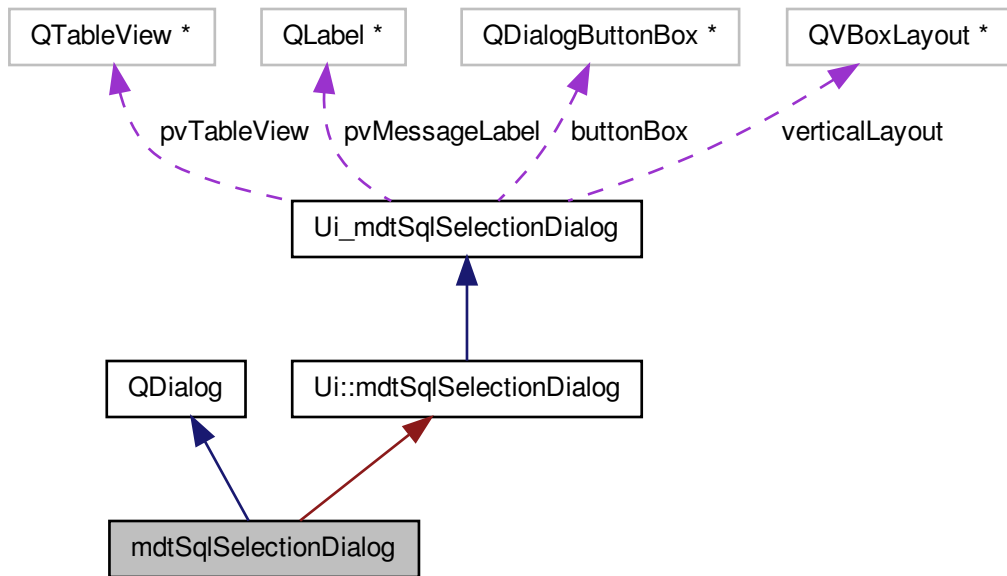 QTableView *
QLabel *
QDialogButtonBox *
QVBoxLayout *
pvTableView
pvMessageLabel
buttonBox
verticalLayout
Ui_mdtSqlSelectionDialog
QDialog
Ui::mdtSqlSelectionDialog
mdtSqlSelectionDialog